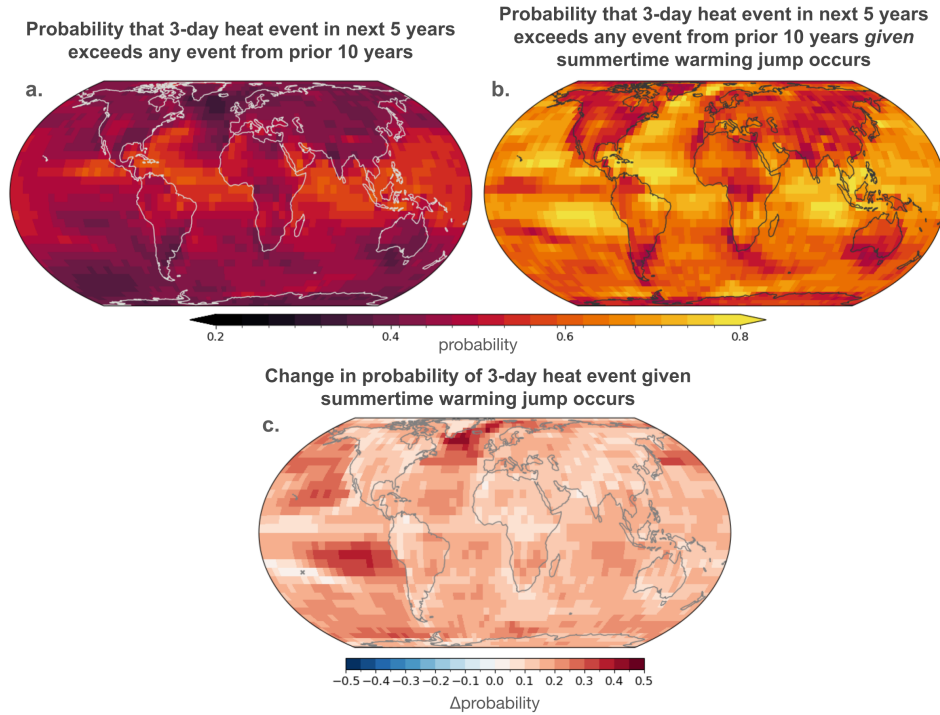 Probability that 3-day heat event in next 5 years
exceeds any event from prior 10 years
Probability that 3-day heat event in next 5 years
exceeds any event from prior 10 years given
summertime warming jump occurs
a.
b.
0.2 0.4 0.6 0.8
probability
Change in probability of 3-day heat event given
summertime warming jump occurs
c.
−0.5 −0.4 −0.3 −0.2 −0.1 0.0 0.1 0.2 0.3 0.4 0.5
Δprobability